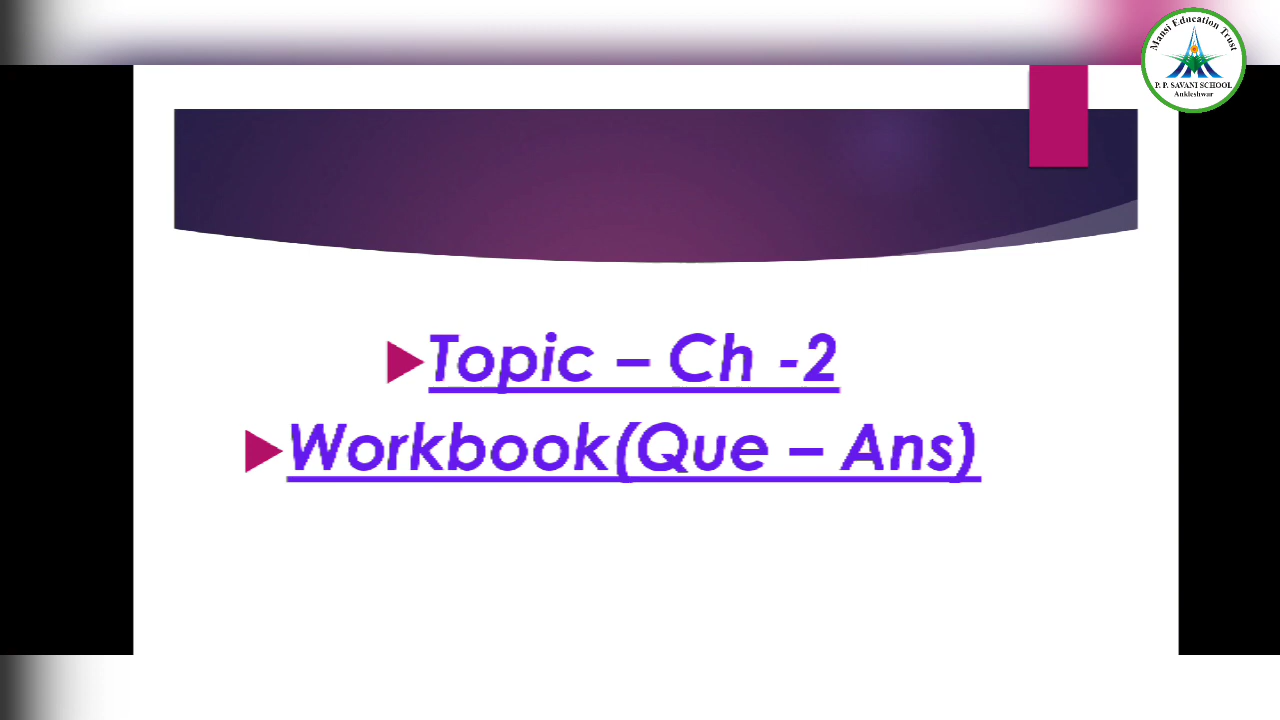 Mansi Education Trust
P. P. SAVANI SCHOOL
Ankleshwar
Topic – Ch -2
Workbook(Que – Ans)